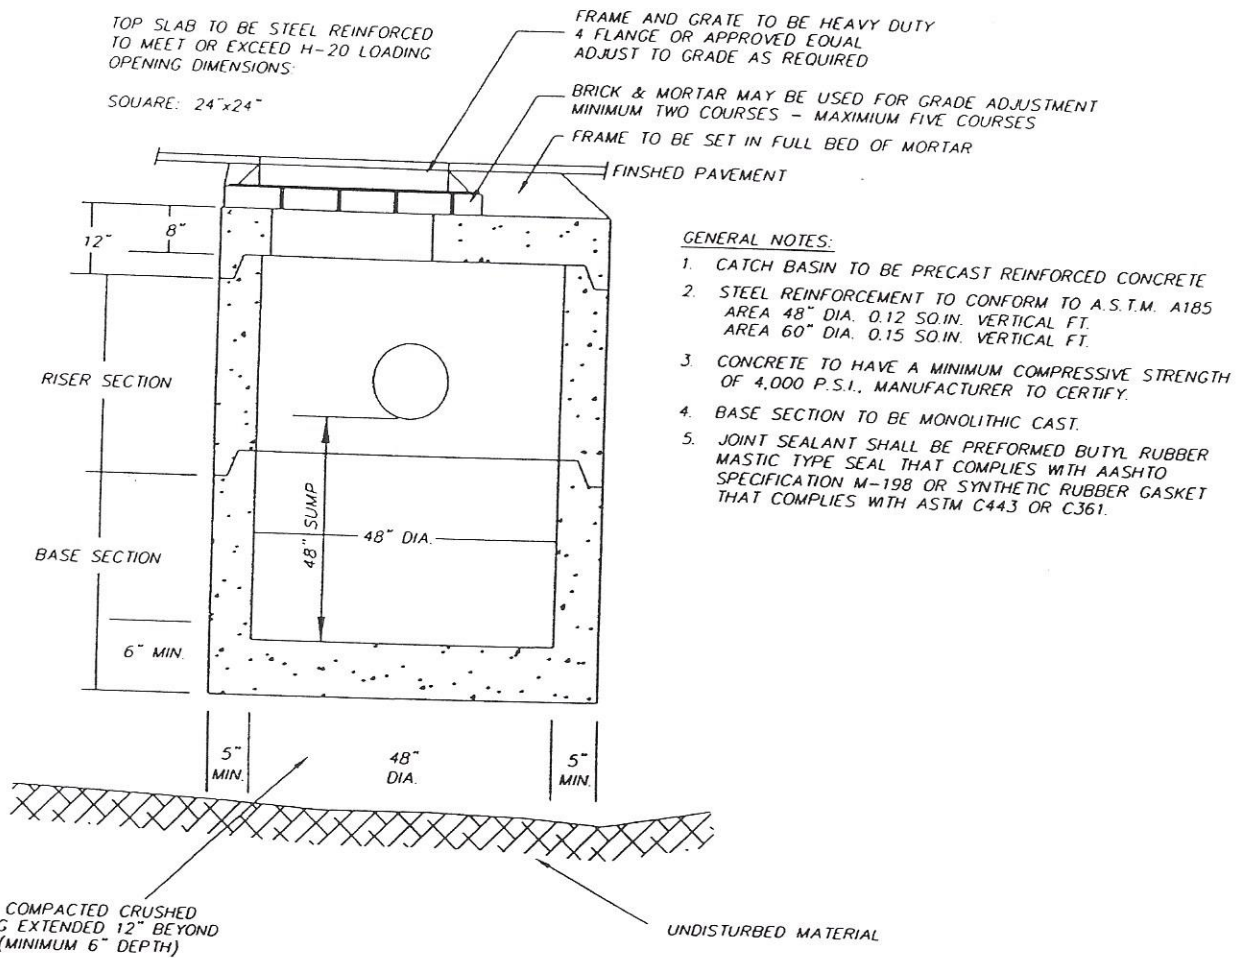 TOP SLAB TO BE STEEL REINFORCED
TO MEET OR EXCEED H-20 LOADING
OPENING DIMENSIONS:
SQUARE: 24"x24"
FRAME AND GRATE TO BE HEAVY DUTY
4 FLANGE OR APPROVED EQUAL
ADJUST TO GRADE AS REQUIRED
BRICK & MORTAR MAY BE USED FOR GRADE ADJUSTMENT
MINIMUM TWO COURSES - MAXIMIUM FIVE COURSES
FRAME TO BE SET IN FULL BED OF MORTAR
FINSHED PAVEMENT
12"
8"
RISER SECTION
BASE SECTION
6" MIN.
48" SUMP
48" DIA.
5"
MIN.
48"
DIA.
5"
MIN.
GENERAL NOTES:
1. CATCH BASIN TO BE PRECAST REINFORCED CONCRETE
2. STEEL REINFORCEMENT TO CONFORM TO A.S.T.M. A185
AREA 48" DIA. 0.12 SQ.IN. VERTICAL FT.
AREA 60" DIA. 0.15 SQ.IN. VERTICAL FT.
3. CONCRETE TO HAVE A MINIMUM COMPRESSIVE STRENGTH
OF 4,000 P.S.I., MANUFACTURER TO CERTIFY.
4. BASE SECTION TO BE MONOLITHIC CAST.
5. JOINT SEALANT SHALL BE PREFORMED BUTYL RUBBER
MASTIC TYPE SEAL THAT COMPLIES WITH AASHTO
SPECIFICATION M-198 OR SYNTHETIC RUBBER GASKET
THAT COMPLIES WITH ASTM C443 OR C361.
COMPACTED CRUSHED
G EXTENDED 12" BEYOND
(MINIMUM 6" DEPTH)
UNDISTURBED MATERIAL